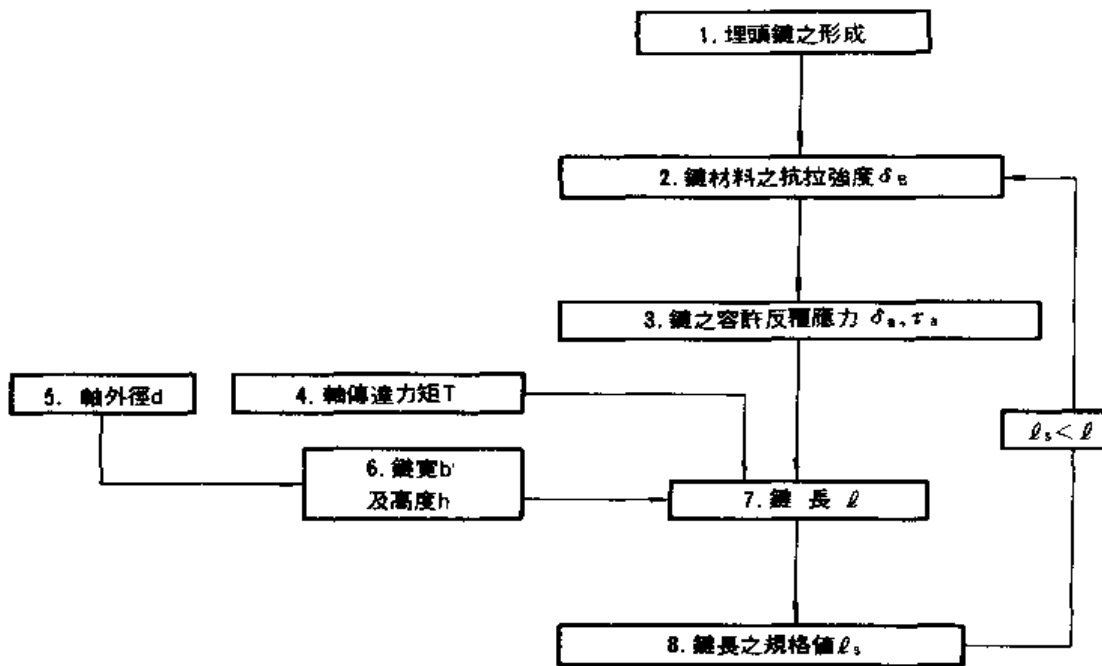 1.埋頭鍵之形成
2.鍵材料之抗拉強度δB
3.鍵之容許反種應力 δa、τa
5. 軸外徑d
4.軸傳達力矩T
ℓs<ℓ
6.鍵寬b
及高度h
7.鍵 長 ℓ
8.鍵長之規格值ℓs